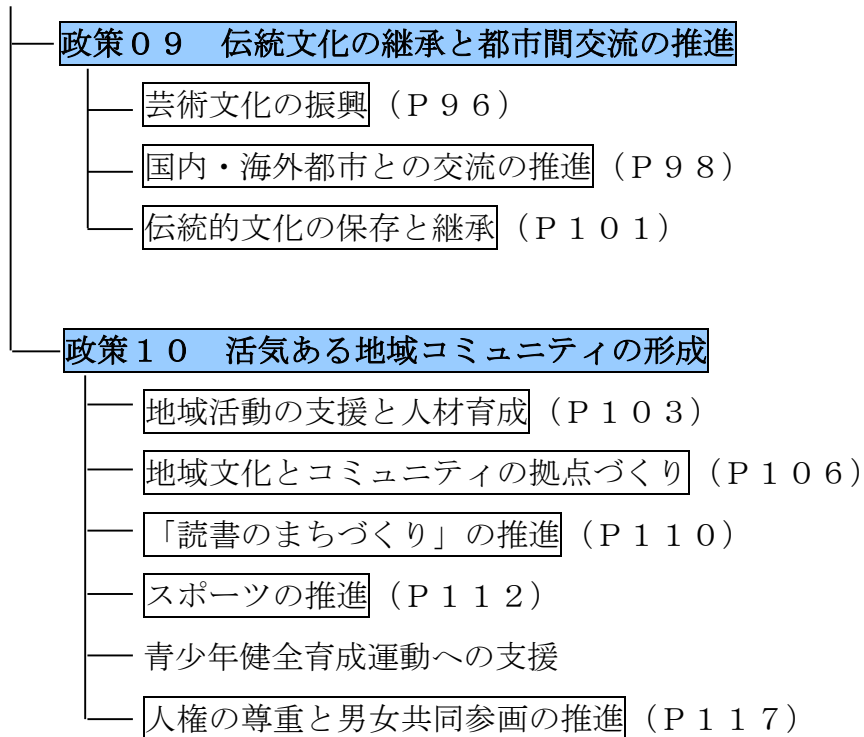 政策０９　伝統文化の継承と都市間交流の推進
芸術文化の振興（Ｐ９６）
国内・海外都市との交流の推進（Ｐ９８）
伝統的文化の保存と継承（Ｐ１０１）
政策１０　活気ある地域コミュニティの形成
地域活動の支援と人材育成（Ｐ１０３）
地域文化とコミュニティの拠点づくり（Ｐ１０６）
「読書のまちづくり」の推進（Ｐ１１０）
スポーツの推進（Ｐ１１２）
青少年健全育成運動への支援
人権の尊重と男女共同参画の推進（Ｐ１１７）